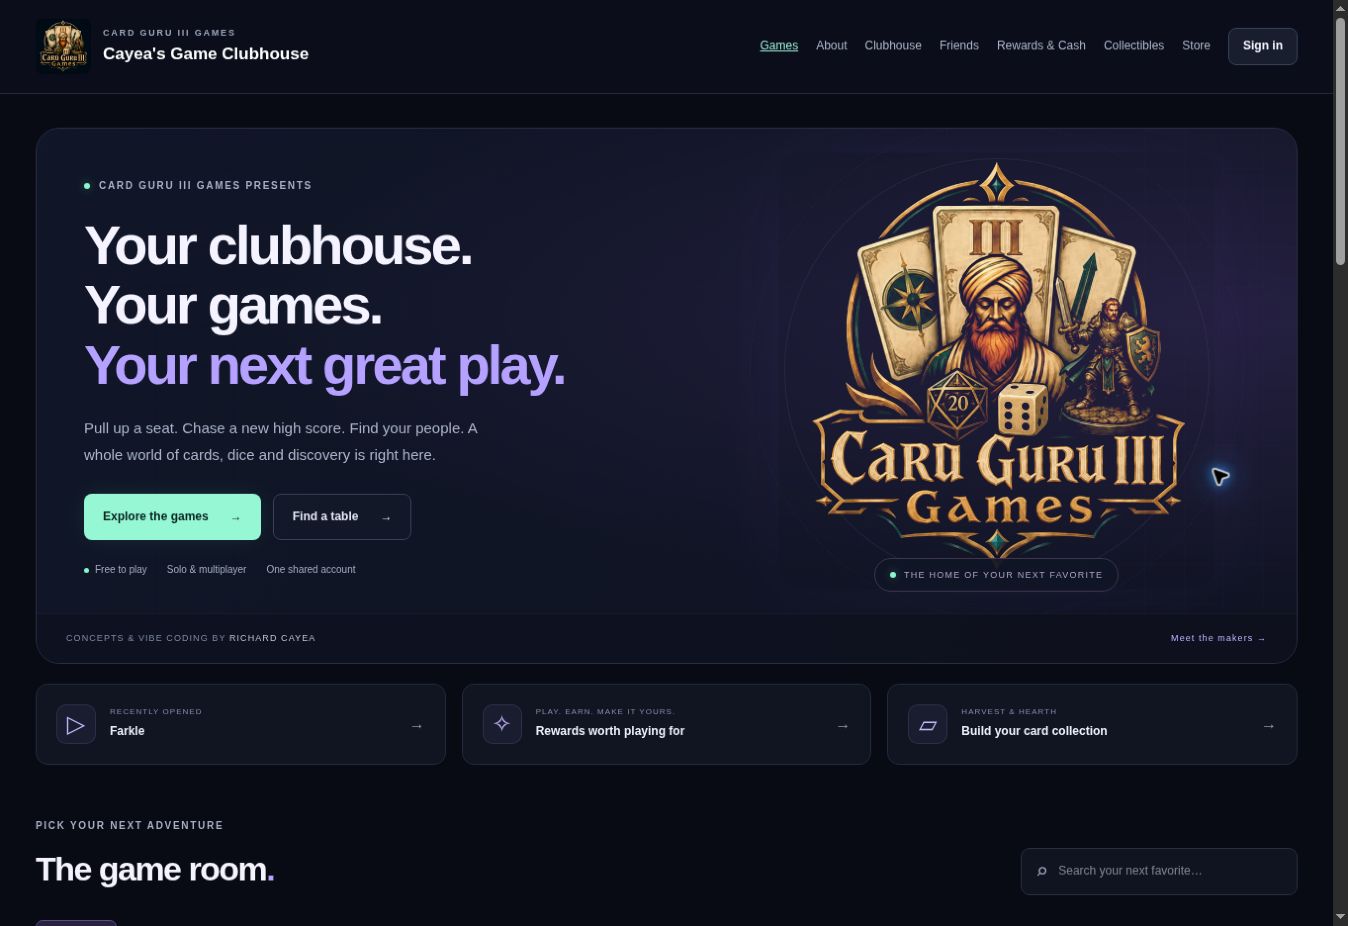 CARD GURU III GAMES
Cayea's Game Clubhouse
Games About Clubhouse Friends Rewards & Cash Collectibles Store Sign in
CARD GURU III GAMES PRESENTS
Your clubhouse.
Your games.
Your next great play.
Pull up a seat. Chase a new high score. Find your people. A
whole world of cards, dice and discovery is right here.
Explore the games →
Find a table →
Free to play Solo & multiplayer One shared account
III
20
Card Guru III
Games
THE HOME OF YOUR NEXT FAVORITE
CONCEPTS & VIBE CODING BY RICHARD CAYEA
Meet the makers →
RECENTLY OPENED
Farkle →
PLAY. EARN. MAKE IT YOURS.
Rewards worth playing for →
HARVEST & HEARTH
Build your card collection →
PICK YOUR NEXT ADVENTURE
The game room.
Search your next favorite…